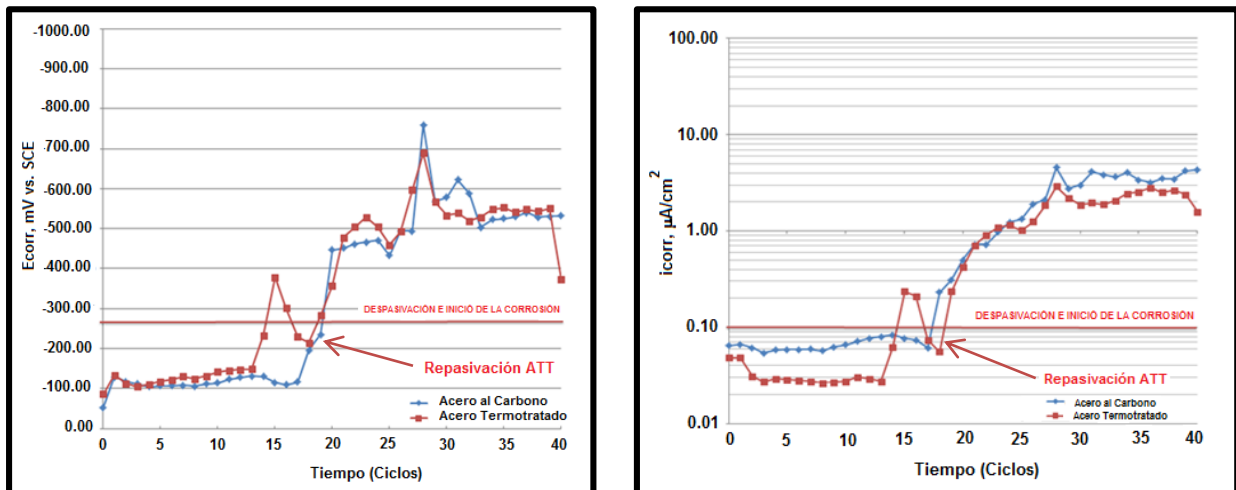 -1000.00
-900.00
-800.00
-700.00
-600.00
-500.00
-400.00
-300.00
-200.00
-100.00
0.00
Ecorr, mV vs. SCE
DESPASIVACIÓN E INICIÓ DE LA CORROSIÓN
Repasivación ATT
Acero al Carbono
Acero Termotratado
0 5 10 15 20 25 30 35 40
Tiempo (Ciclos)
100.00
10.00
1.00
0.10
0.01
icorr, µA/cm2
DESPASIVACIÓN E INICIÓ DE LA CORROSIÓN
Repasivación ATT
Acero al Carbono
Acero Termotratado
0 5 10 15 20 25 30 35 40
Tiempo (Ciclos)